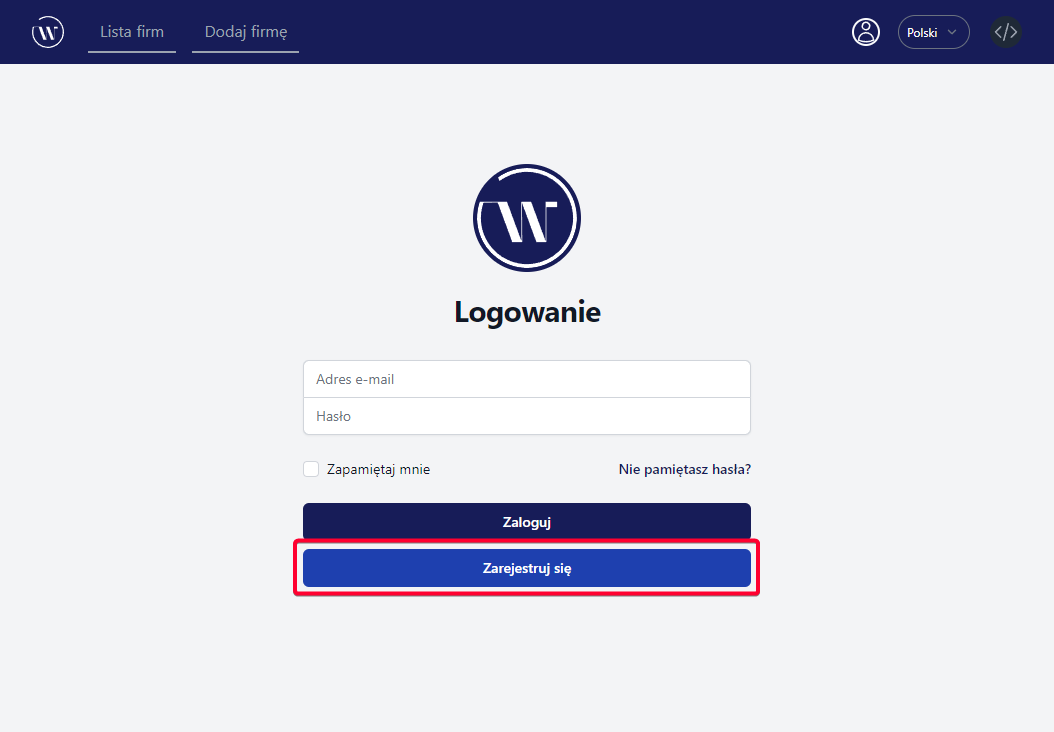 W
Lista firm
Dodaj firmę
Polski
</>
W
Logowanie
Adres e-mail
Hasło
Zapamiętaj mnie
Nie pamiętasz hasła?
Zaloguj
Zarejestruj się